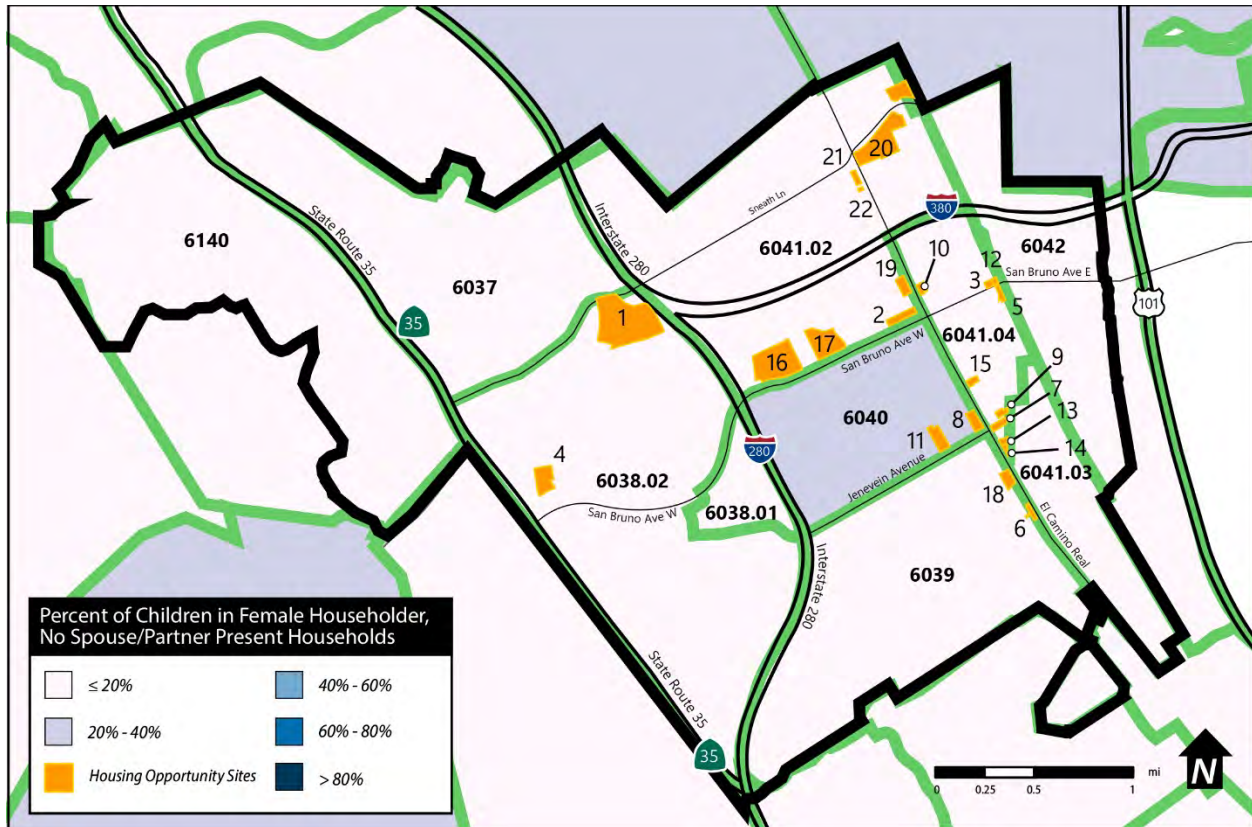 20
21
Sneath Ln
22
380
State Route 35
Interstate 280
6140
6041.02
10
6042
12
San Bruno Ave E
6037
19
3
5
101
35
1
2
6041.04
17
16
San Bruno Ave W
15
9
7
6040
8
13
11
14
280
4
6038.02
Jenevein Avenue
6041.03
18
San Bruno Ave W
6038.01
6
El Camino Real
6039
Interstate 280
State Route 35
35
Percent of Children in Female Householder,
No Spouse/Partner Present Households
≤ 20%
40% - 60%
20% - 40%
60% - 80%
Housing Opportunity Sites
> 80%
mi
0 0.25 0.5 1
N